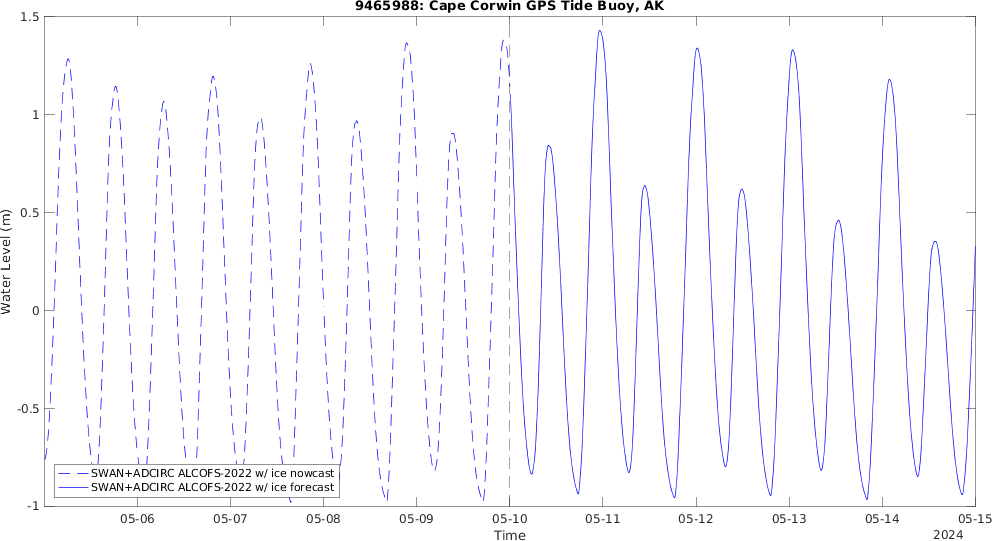 9465988: Cape Corwin GPS Tide Buoy, AK
1.5
1
0.5
0
-0.5
-1
Water Level (m)
SWAN+ADCIRC ALCOFS-2022 w/ ice nowcast
SWAN+ADCIRC ALCOFS-2022 w/ ice forecast
05-06 05-07 05-08 05-09 05-10 05-11 05-12 05-13 05-14 05-15
Time
2024